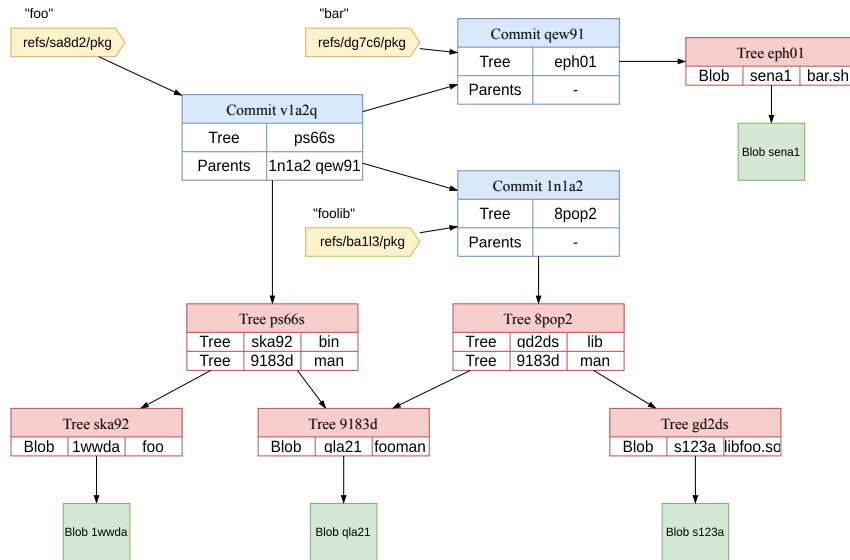 "foo"
refs/sa8d2/pkg
"bar"
refs/dg7c6/pkg
Commit qew91
Tree eph01
Parents -
Tree eph01
Blob sena1 bar.sh
Blob sena1
Commit v1a2q
Tree ps66s
Parents 1n1a2 qew91
Commit 1n1a2
Tree 8pop2
Parents -
"foolib"
refs/ba1l3/pkg
Tree ps66s
Tree ska92 bin
Tree 9183d man
Tree 8pop2
Tree gd2ds lib
Tree 9183d man
Tree ska92
Blob 1wwda foo
Tree 9183d
Blob qla21 fooman
Tree gd2ds
Blob s123a libfoo.so
Blob 1wwda
Blob qla21
Blob s123a